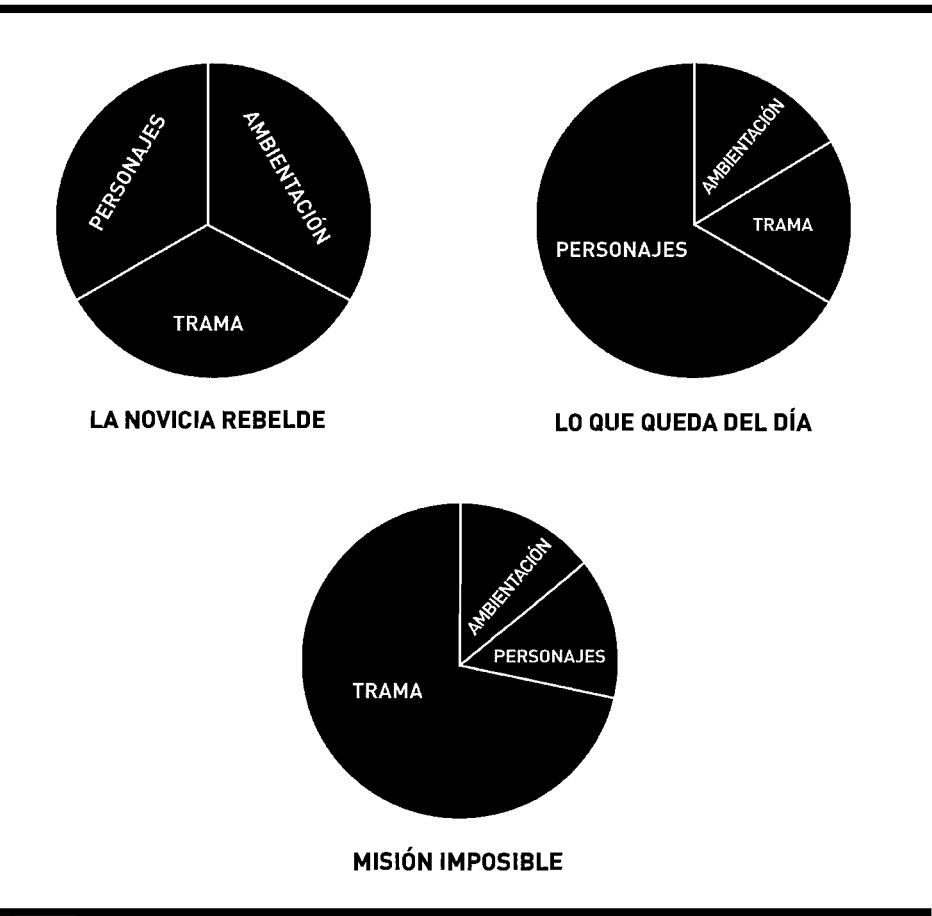 PERSONAJES
AMBIENTACIÓN
TRAMA
LA NOVICIA REBELDE
AMBIENTACIÓN
TRAMA
PERSONAJES
LO QUE QUEDA DEL DÍA
AMBIENTACIÓN
PERSONAJES
TRAMA
MISIÓN IMPOSIBLE